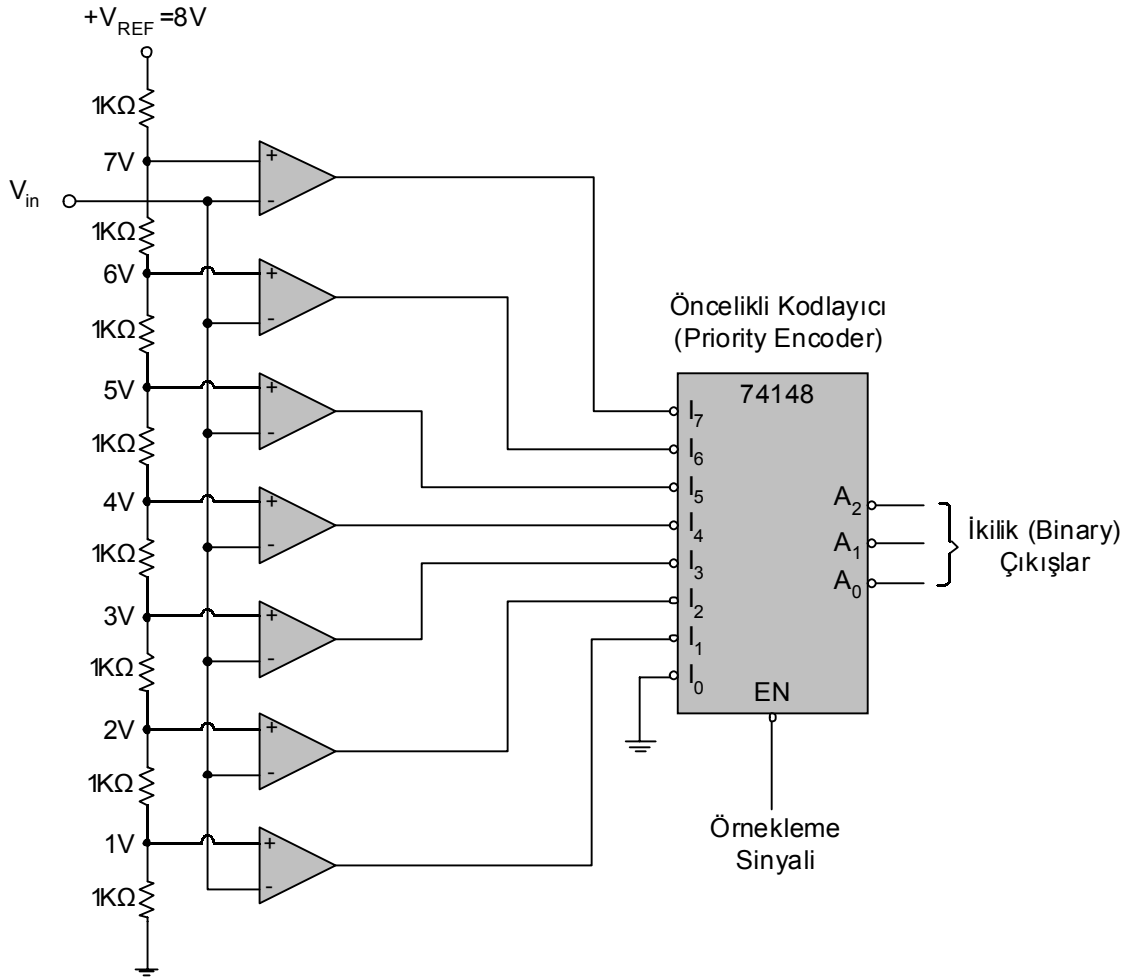 +V_REF =8V
1KΩ
7V
+
-
V_in
1KΩ
6V
+
-
1KΩ
5V
+
-
1KΩ
4V
+
-
1KΩ
3V
+
-
1KΩ
2V
+
-
1KΩ
1V
+
-
1KΩ
Öncelikli Kodlayıcı
(Priority Encoder)
74148
I_7
I_6
I_5
I_4
I_3
I_2
I_1
I_0
A_2
A_1
A_0
EN
İkilik (Binary)
Çıkışlar
Örnekleme
Sinyali